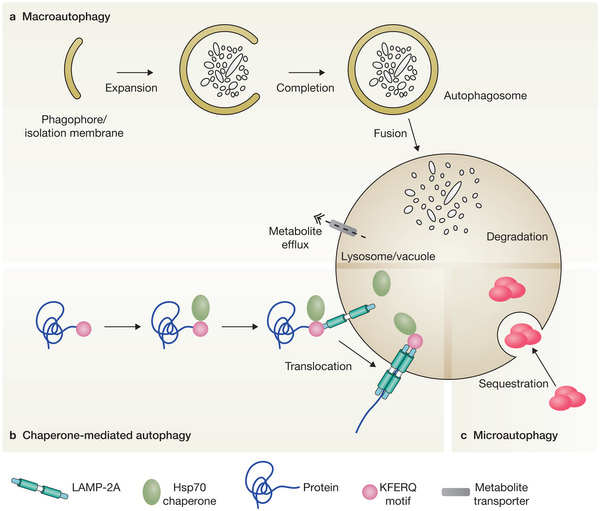 a Macroautophagy
Expansion
Completion
Phagophore/
isolation membrane
Autophagosome
Fusion
Metabolite
efflux
Lysosome/vacuole
Degradation
Translocation
Sequestration
b Chaperone-mediated autophagy
c Microautophagy
LAMP-2A
Hsp70
chaperone
Protein
KFERQ
motif
Metabolite
transporter